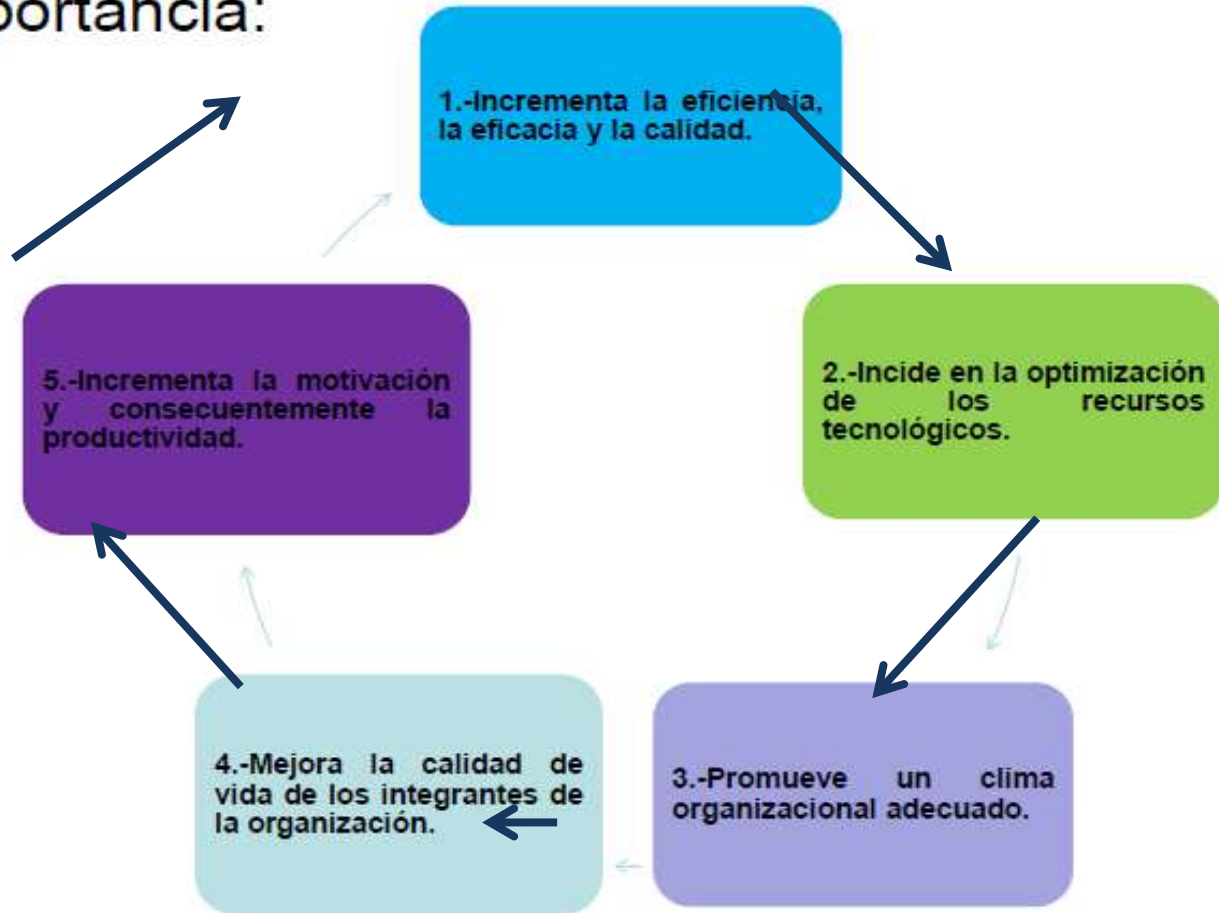 portancia:
1.-Incrementa la eficiencia,
la eficacia y la calidad.
2.-Incide en la optimización
de los recursos
tecnológicos.
3.-Promueve un clima
organizacional adecuado.
4.-Mejora la calidad de
vida de los integrantes de
la organización.
5.-Incrementa la motivación
y consecuentemente la
productividad.